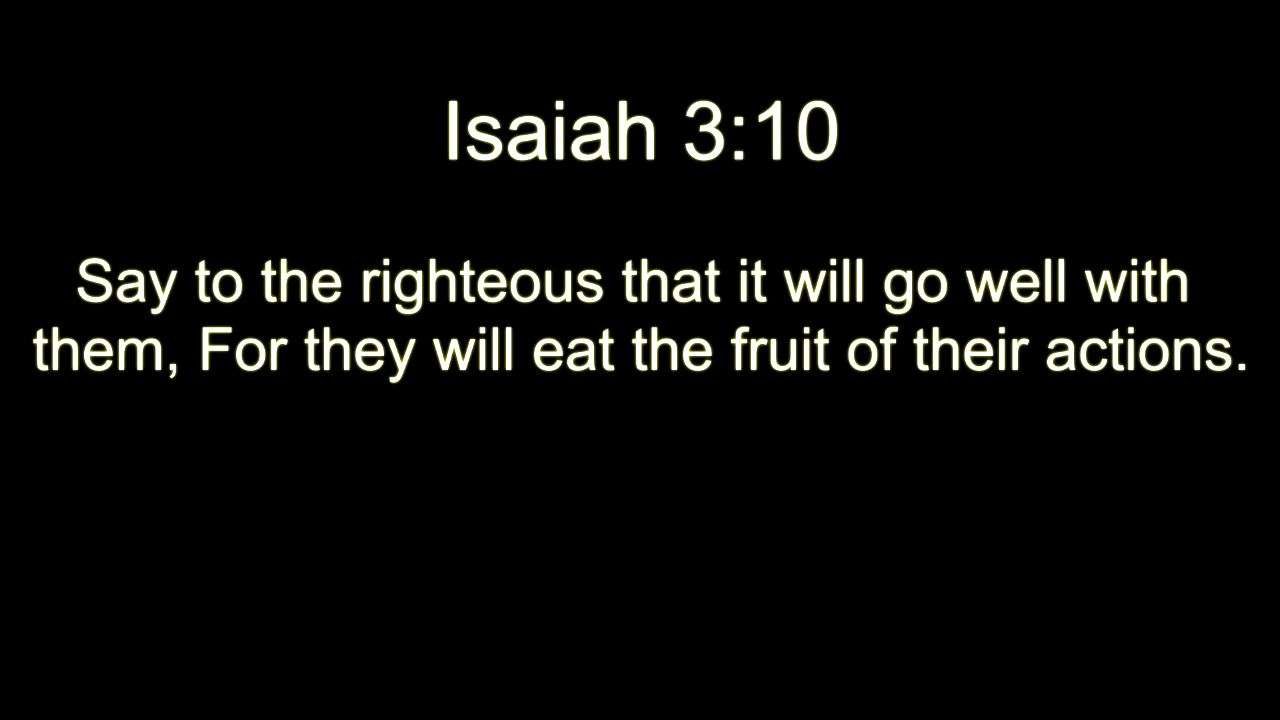 Isaiah 3:10
Say to the righteous that it will go well with
them, For they will eat the fruit of their actions.